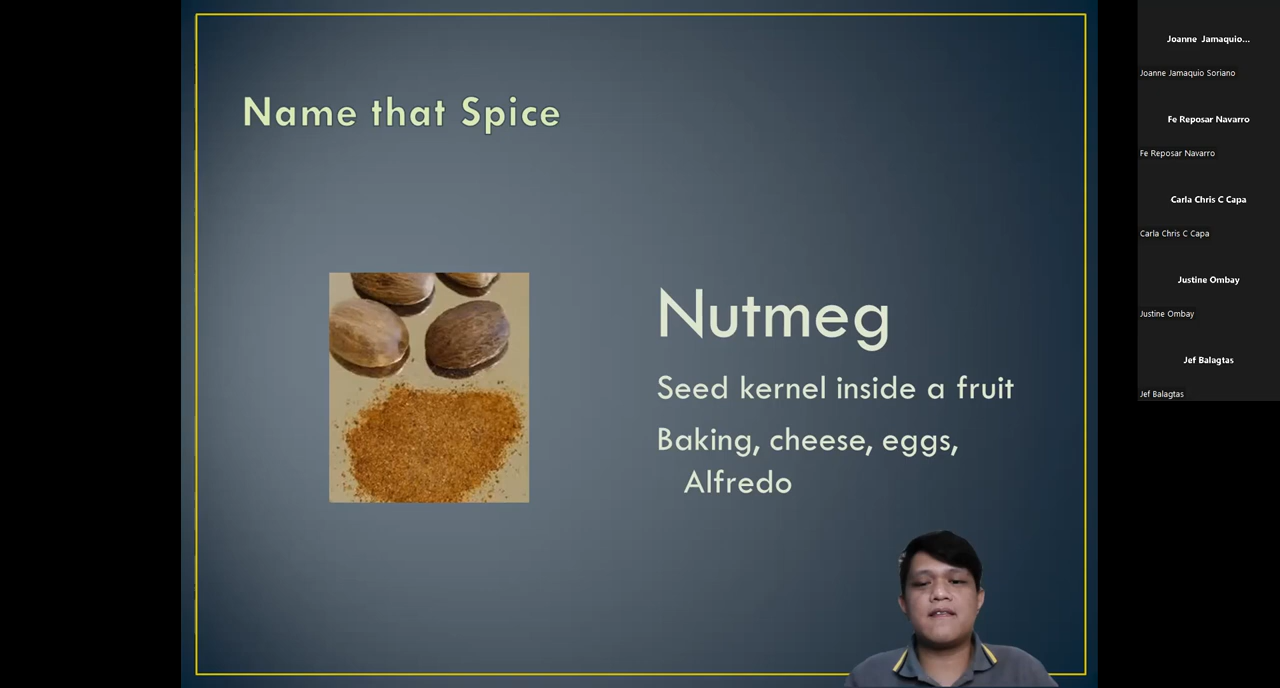 Name that Spice
Nutmeg
Seed kernel inside a fruit
Baking, cheese, eggs,
Alfredo
Joanne Jamaquio...
Joanne Jamaquio Soriano
Fe Reposar Navarro
Fe Reposar Navarro
Carla Chris C Capa
Carla Chris C Capa
Justine Ombay
Justine Ombay
Jef Balagtas
Jef Balagtas